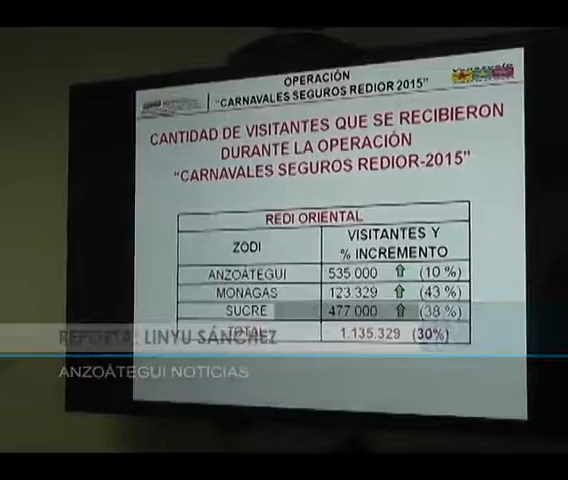 OPERACIÓN
"CARNAVALES SEGUROS REDIOR 2015"
CANTIDAD DE VISITANTES QUE SE RECIBIERON
DURANTE LA OPERACIÓN
"CARNAVALES SEGUROS REDIOR-2015"
REDI ORIENTAL
ZODI VISITANTES Y
% INCREMENTO
ANZOÁTEGUI 535.000 (10 %)
MONAGAS 123.329 (43 %)
SUCRE 477.000 (38 %)
TOTAL 1.135.329 (30%)
REPORTA: LINYU SÁNCHEZ
ANZOÁTEGUI NOTICIAS